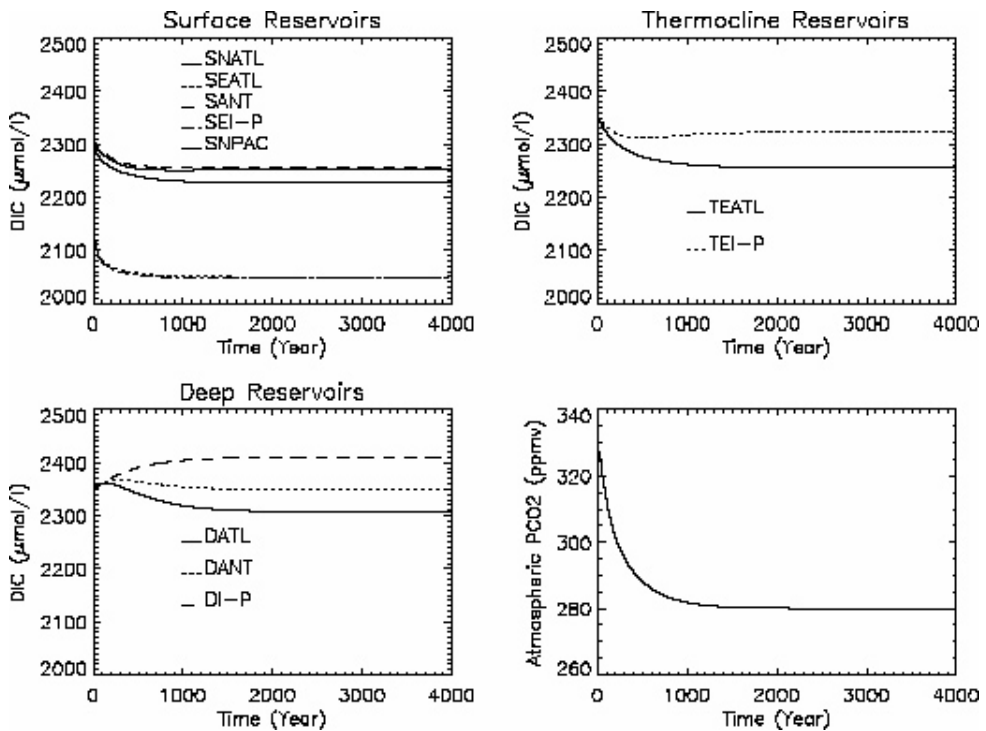 Surface Reservoirs
2500
2400
2300
2200
2100
2000
DIC (μmol/l)
SNATL
SEATL
SANT
SEI-P
SNPAC
0 1000 2000 3000 4000
Time (Year)
Thermocline Reservoirs
2500
2400
2300
2200
2100
2000
DIC (μmol/l)
TEATL
TEI-P
0 1000 2000 3000 4000
Time (Year)
Deep Reservoirs
2500
2400
2300
2200
2100
2000
DIC (μmol/l)
DATL
DANT
DI-P
0 1000 2000 3000 4000
Time (Year)
340
320
300
280
260
Atmospheric PCO2 (ppmv)
0 1000 2000 3000 4000
Time (Year)